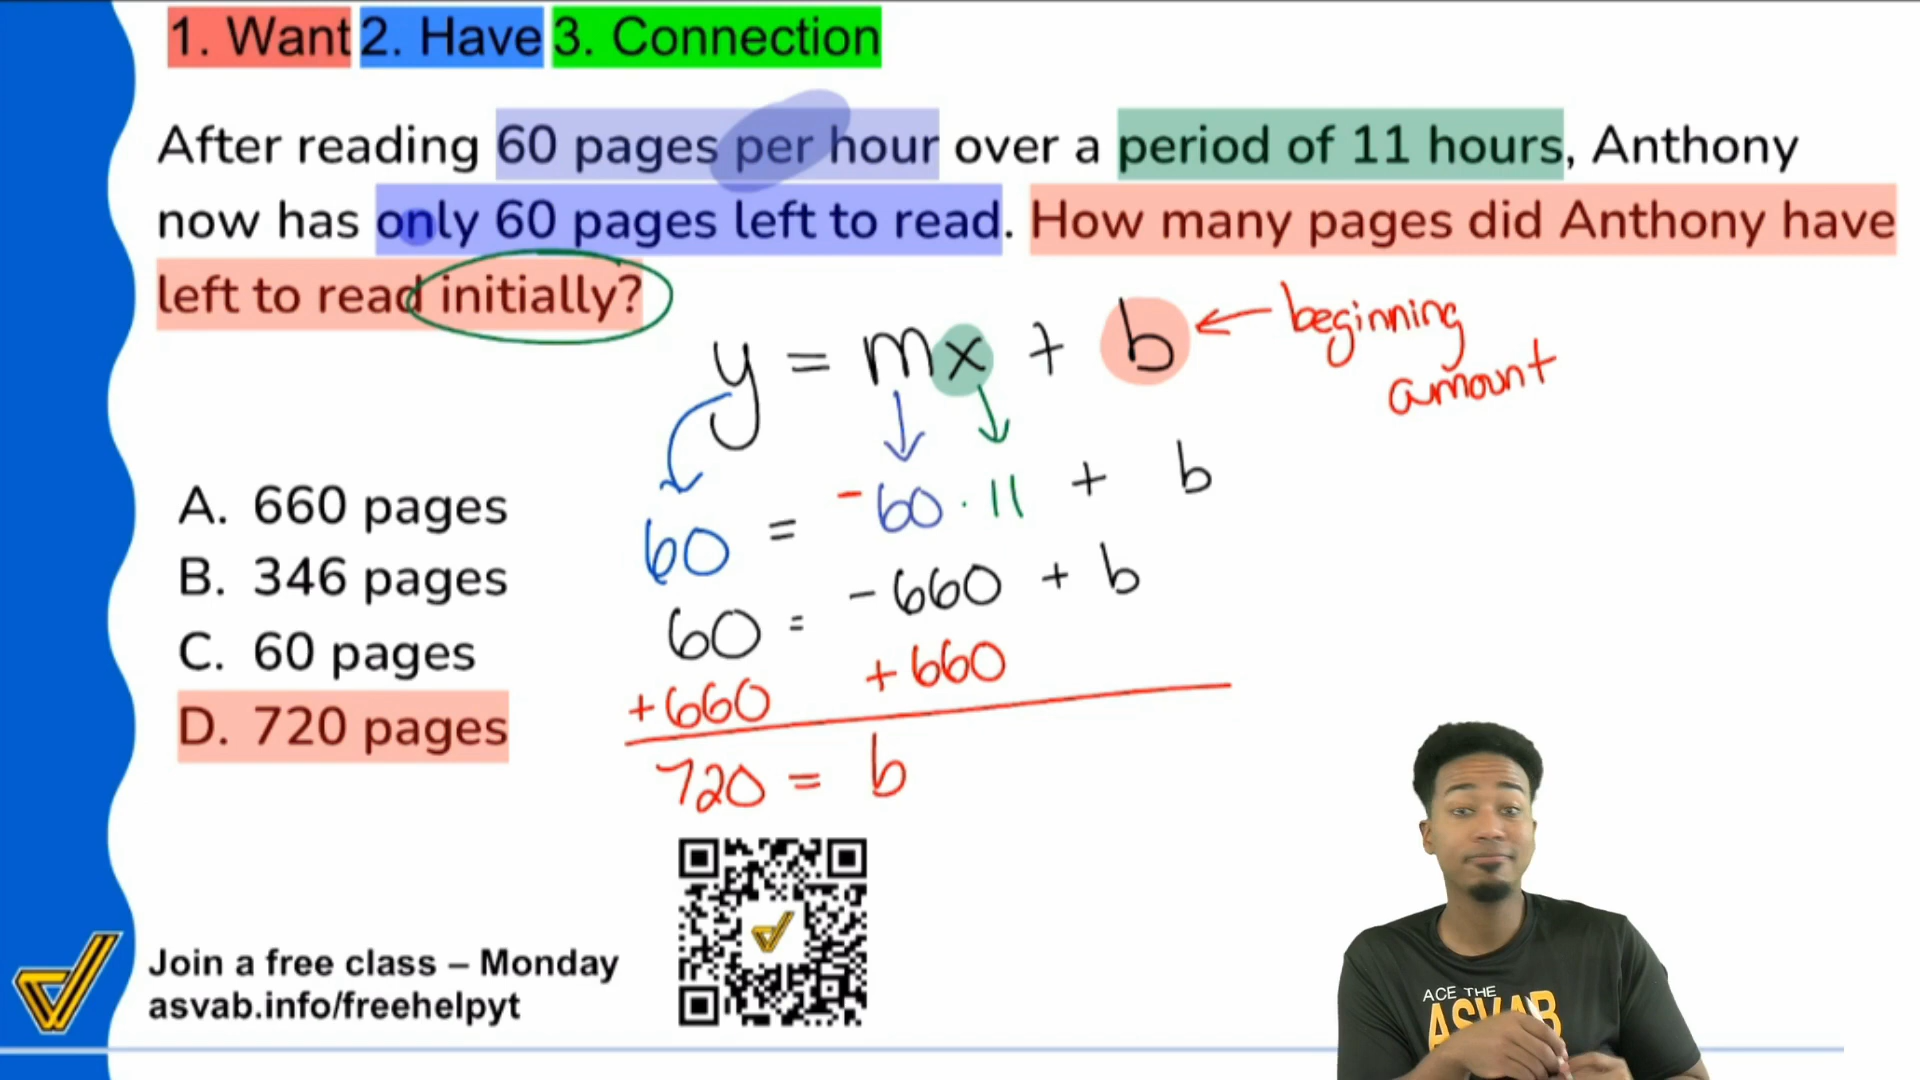 1. Want 2. Have 3. Connection
After reading 60 pages per hour over a period of 11 hours, Anthony
now has only 60 pages left to read. How many pages did Anthony have
left to read initially?
y = mx + b ← beginning
amount
A. 660 pages
B. 346 pages
C. 60 pages
D. 720 pages
60 = -60 · 11 + b
60 = -660 + b
+660 +660
720 = b
Join a free class – Monday
asvab.info/freehelpyt
ACE THE
ASVAB